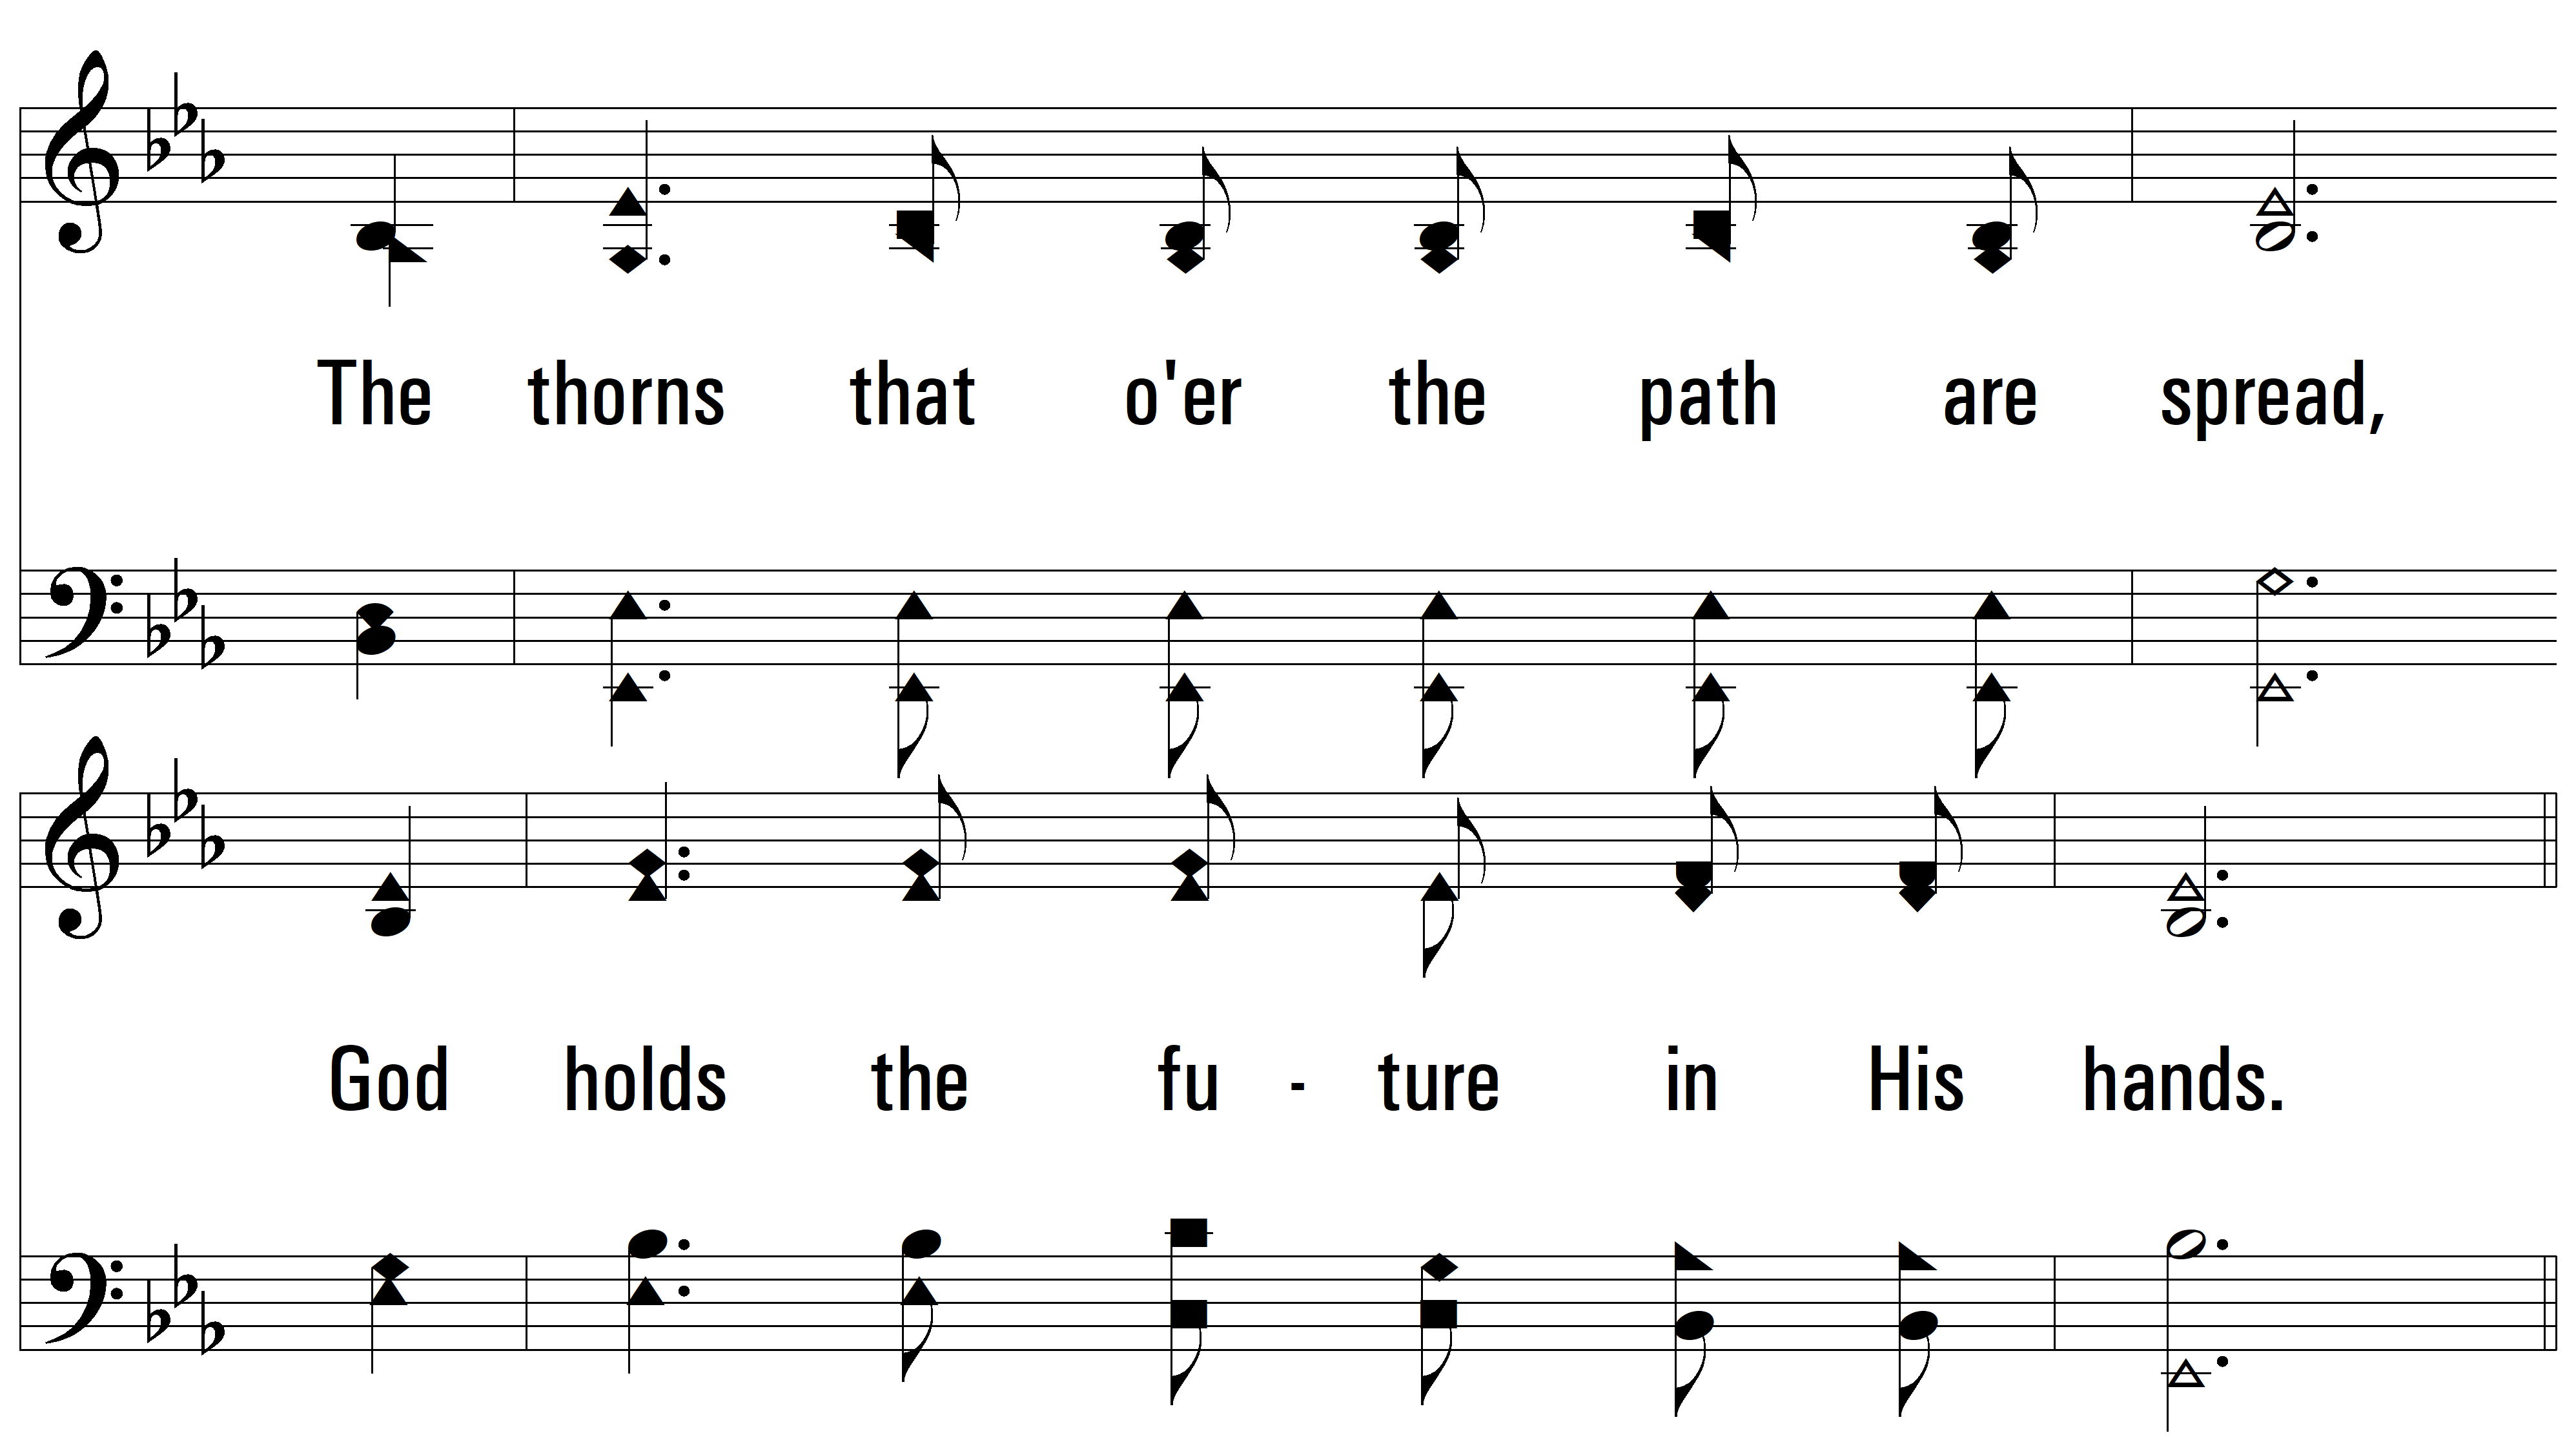 The thorns that o'er the path are spread,
God holds the fu - ture in His hands.